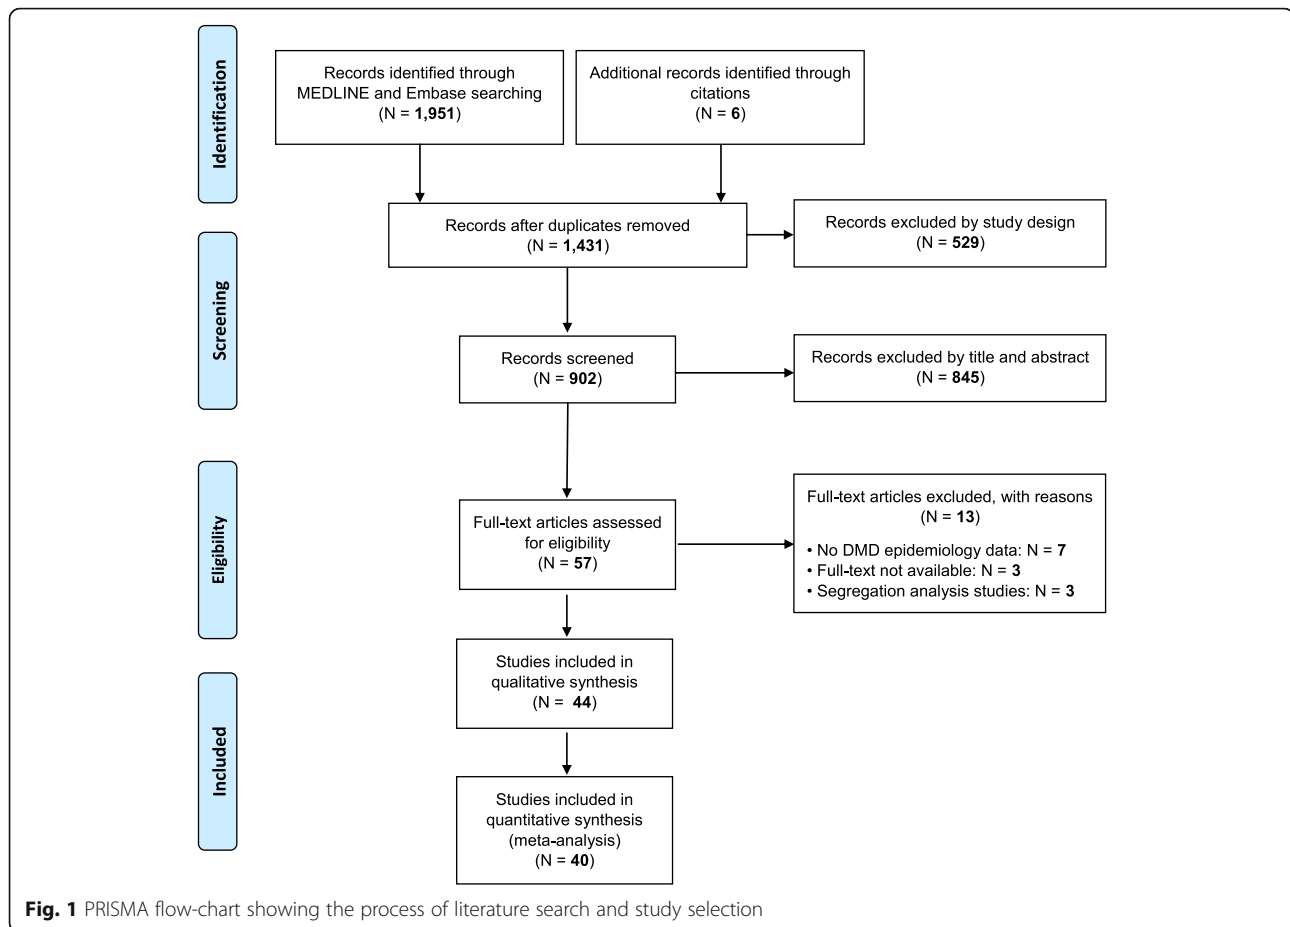 Identification
Records identified through
MEDLINE and Embase searching
(N = 1,951)
Additional records identified through
citations
(N = 6)
Records after duplicates removed
(N = 1,431)
Records excluded by study design
(N = 529)
Screening
Records screened
(N = 902)
Records excluded by title and abstract
(N = 845)
Eligibility
Full-text articles assessed
for eligibility
(N = 57)
Full-text articles excluded, with reasons
(N = 13)
• No DMD epidemiology data: N = 7
• Full-text not available: N = 3
• Segregation analysis studies: N = 3
Included
Studies included in
qualitative synthesis
(N = 44)
Studies included in
quantitative synthesis
(meta-analysis)
(N = 40)
Fig. 1 PRISMA flow-chart showing the process of literature search and study selection